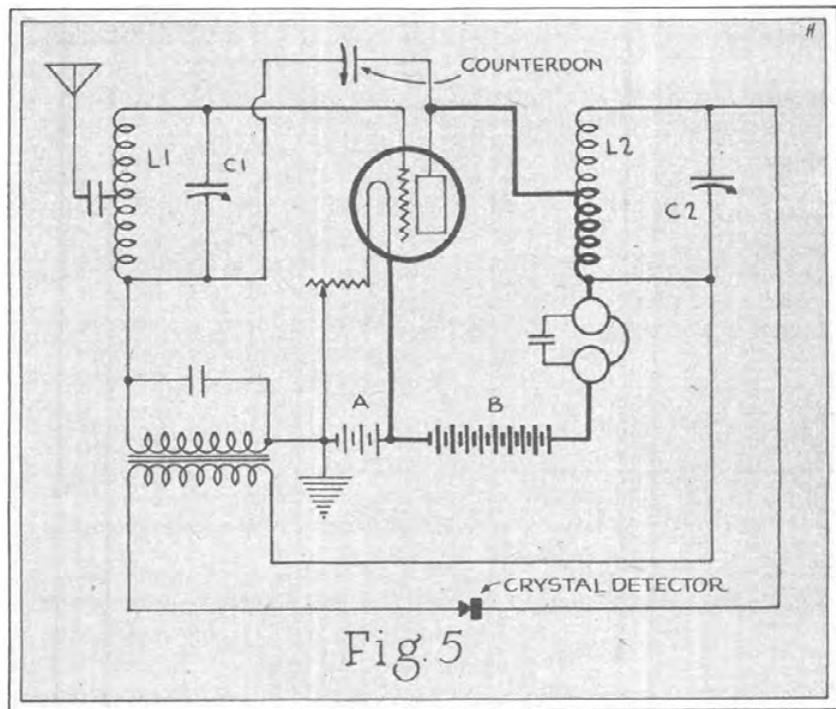 H
COUNTERDON
L1
C1
L2
C2
A
B
CRYSTAL DETECTOR
Fig. 5